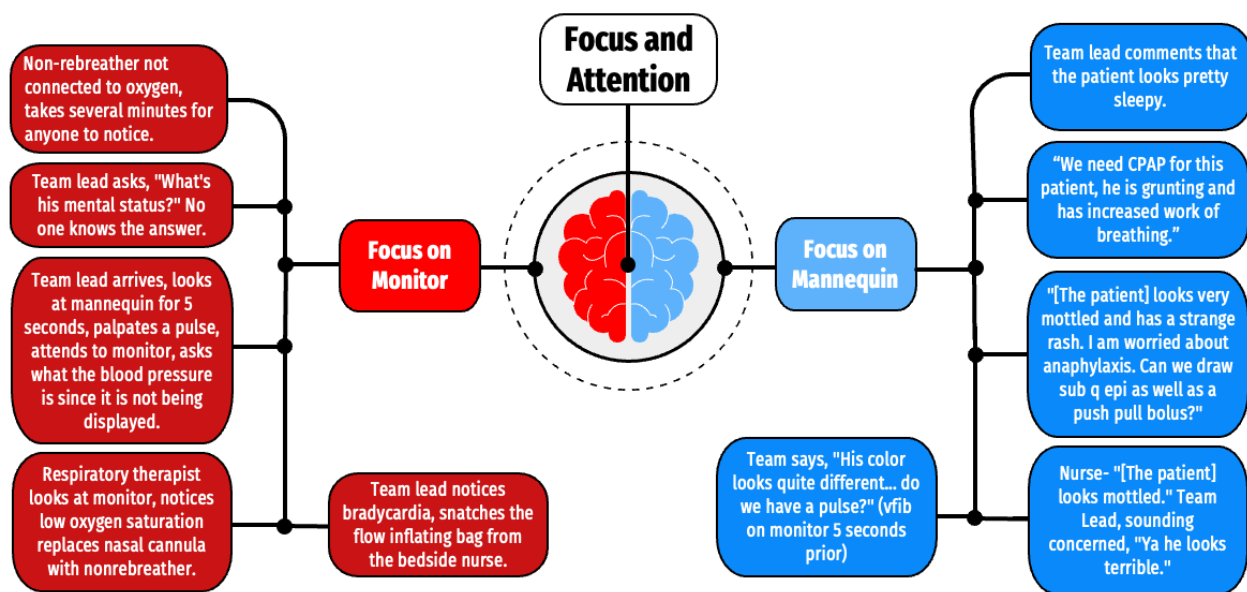 Focus and
Attention
Non-rebreather not
connected to oxygen,
takes several minutes for
anyone to notice.
Team lead asks, "What's
his mental status?" No
one knows the answer.
Team lead arrives, looks
at mannequin for 5
seconds, palpates a pulse,
attends to monitor, asks
what the blood pressure
is since it is not being
displayed.
Respiratory therapist
looks at monitor, notices
low oxygen saturation
replaces nasal cannula
with nonrebreather.
Team lead notices
bradycardia, snatches the
flow inflating bag from
the bedside nurse.
Focus on
Monitor
Focus on
Mannequin
Team lead comments that
the patient looks pretty
sleepy.
“We need CPAP for this
patient, he is grunting and
has increased work of
breathing.”
"[The patient] looks very
mottled and has a strange
rash. I am worried about
anaphylaxis. Can we draw
sub q epi as well as a
push pull bolus?"
Team says, "His color
looks quite different... do
we have a pulse?" (vfib
on monitor 5 seconds
prior)
Nurse- "[The patient]
looks mottled." Team
Lead, sounding
concerned, "Ya he looks
terrible."